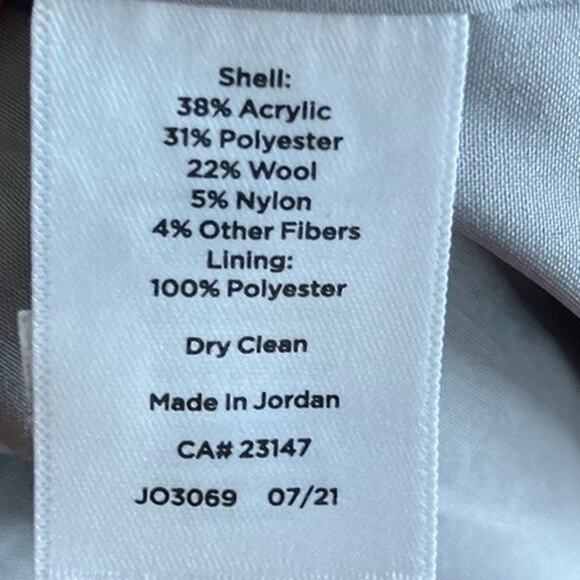 Shell:
38% Acrylic
31% Polyester
22% Wool
5% Nylon
4% Other Fibers
Lining:
100% Polyester
Dry Clean
Made In Jordan
CA# 23147
JO3069 07/21